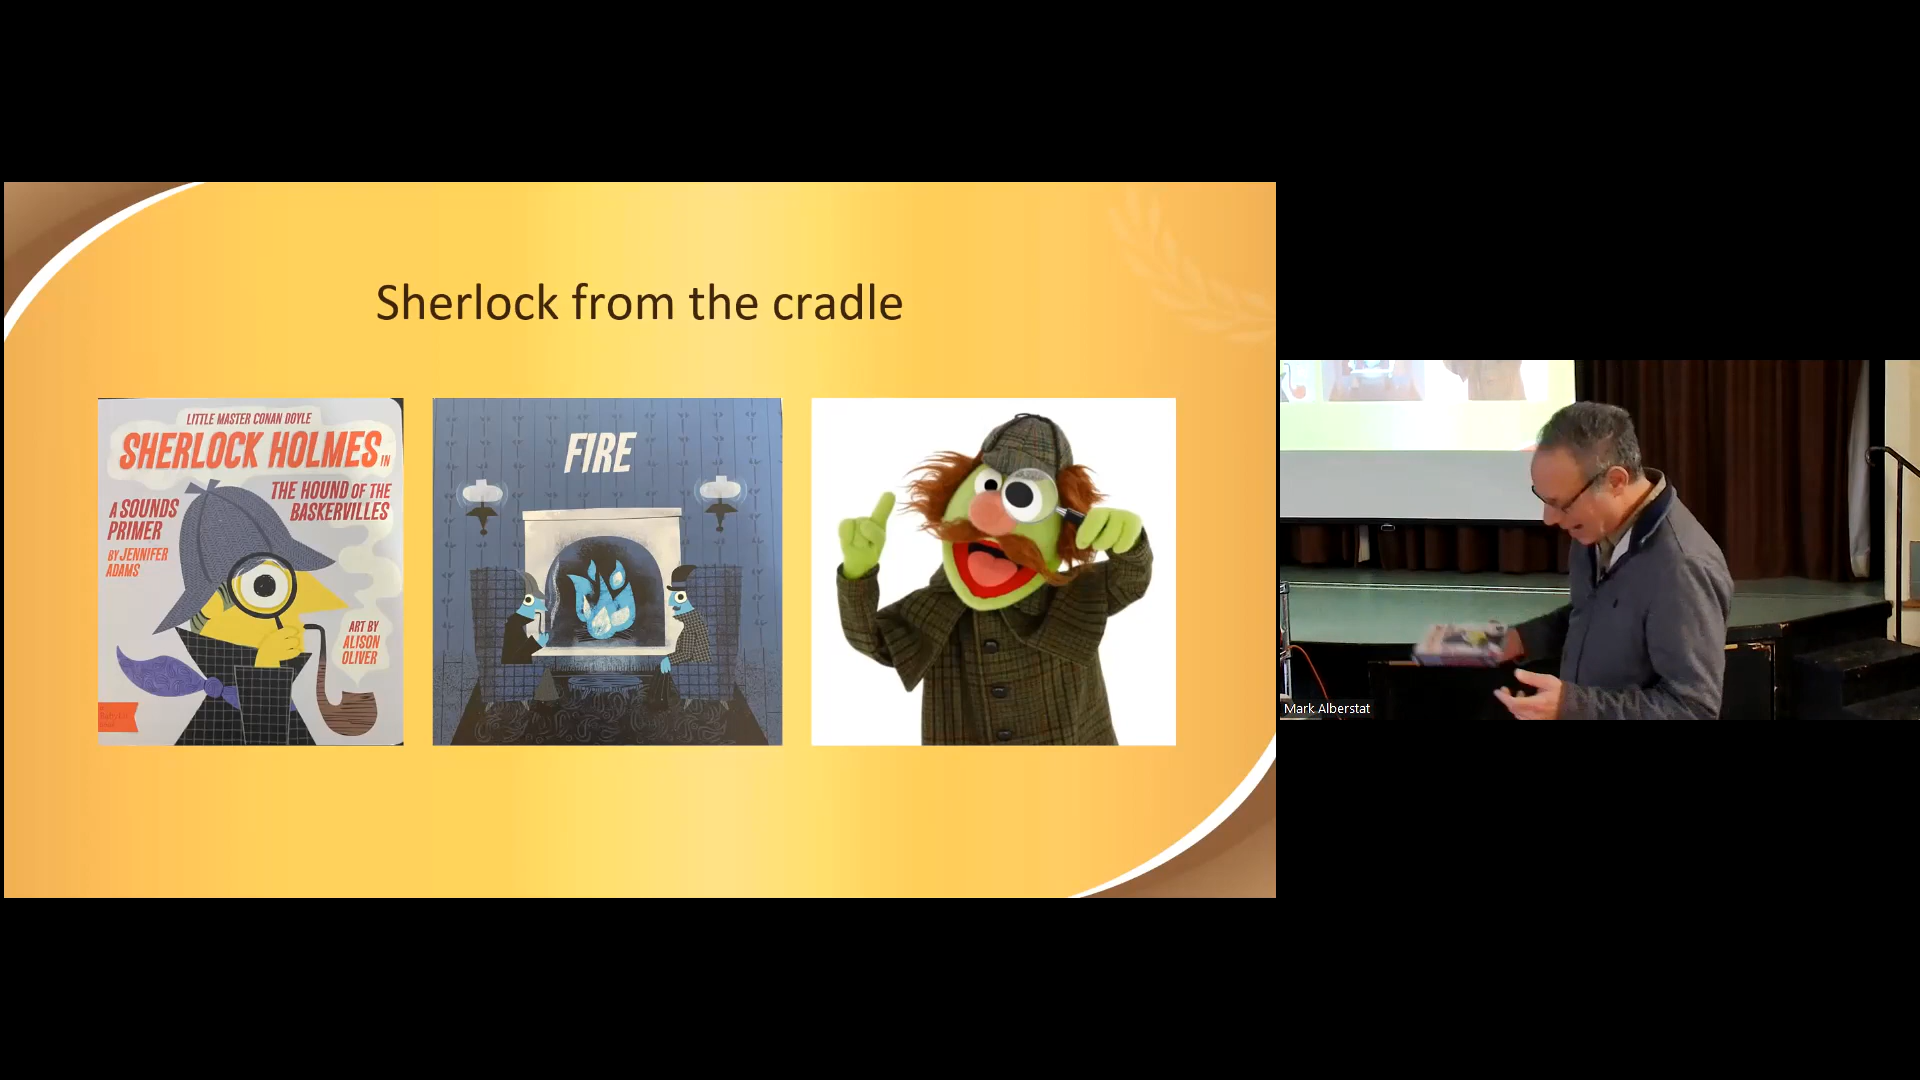 Sherlock from the cradle
LITTLE MASTER CONAN DOYLE
SHERLOCK HOLMES IN
THE HOUND OF THE
BASKERVILLES
A SOUNDS
PRIMER
BY JENNIFER
ADAMS
ART BY
ALISON
OLIVER
FIRE
Mark Alberstat